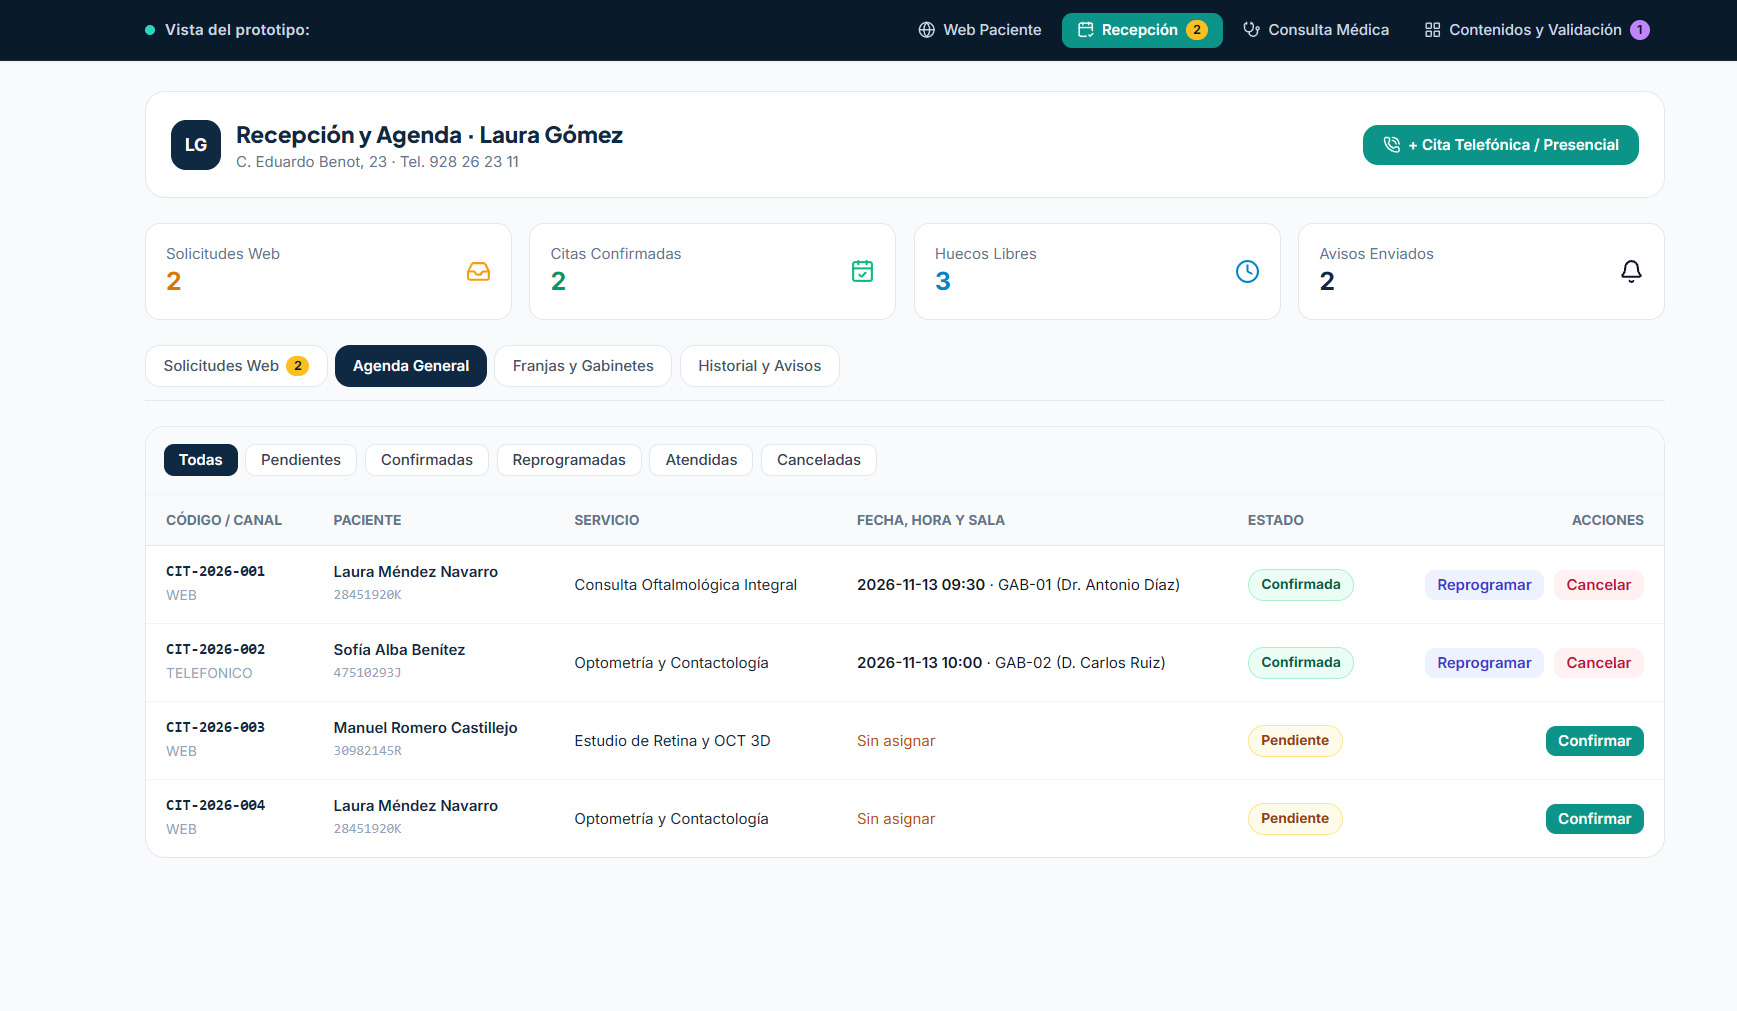 Vista del prototipo:
Web Paciente
Recepción 2
Consulta Médica
Contenidos y Validación 1
LG
Recepción y Agenda · Laura Gómez
C. Eduardo Benot, 23 · Tel. 928 26 23 11
+ Cita Telefónica / Presencial
Solicitudes Web
2
Citas Confirmadas
2
Huecos Libres
3
Avisos Enviados
2
Solicitudes Web 2
Agenda General
Franjas y Gabinetes
Historial y Avisos
Todas
Pendientes
Confirmadas
Reprogramadas
Atendidas
Canceladas
CÓDIGO / CANAL
PACIENTE
SERVICIO
FECHA, HORA Y SALA
ESTADO
ACCIONES
CIT-2026-001
WEB
Laura Méndez Navarro
28451920K
Consulta Oftalmológica Integral
2026-11-13 09:30 · GAB-01 (Dr. Antonio Díaz)
Confirmada
Reprogramar
Cancelar
CIT-2026-002
TELEFONICO
Sofía Alba Benítez
47510293J
Optometría y Contactología
2026-11-13 10:00 · GAB-02 (D. Carlos Ruiz)
Confirmada
Reprogramar
Cancelar
CIT-2026-003
WEB
Manuel Romero Castillejo
30982145R
Estudio de Retina y OCT 3D
Sin asignar
Pendiente
Confirmar
CIT-2026-004
WEB
Laura Méndez Navarro
28451920K
Optometría y Contactología
Sin asignar
Pendiente
Confirmar